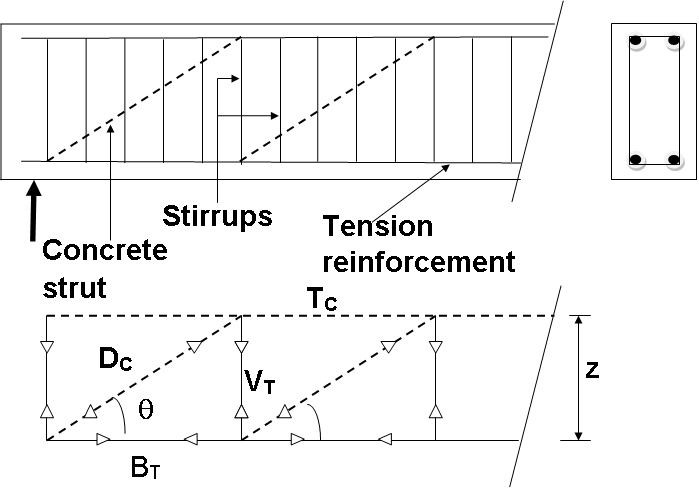 Stirrups
Concrete
strut
Tension
reinforcement
T_C
D_C
V_T
z
θ
B_T